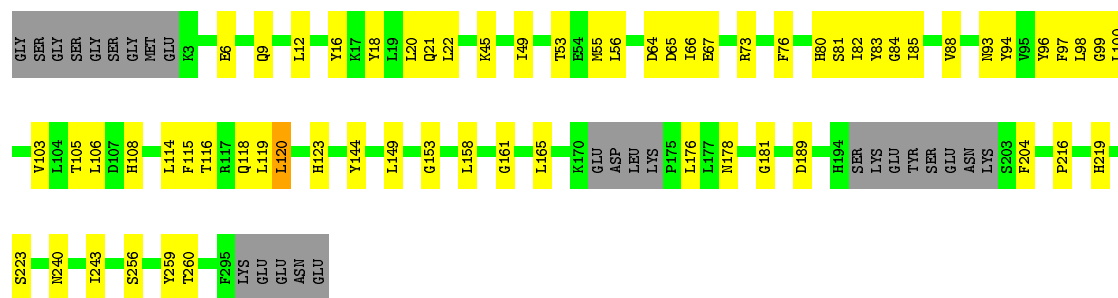 GLY SER GLY SER GLY SER GLY MET GLU K3 E6 Q9 L12 Y16 K17 Y18 L19 L20 Q21 L22 K45 I49 T53 E54 M55 L56 D64 D65 I66 E67 R73 F76 H80 S81 I82 Y83 G84 I85 V88 N93 Y94 V95 Y96 F97 L98 G99 L100
V103 L104 T105 L106 D107 H108 L114 F115 T116 R117 Q118 L119 L120 H123 Y144 L149 G153 L158 G161 L165 K170 GLU ASP LEU LYS P175 L176 L177 N178 G181 D189 H194 SER LYS GLU TYR SER GLU ASN LYS S203 F204 P216 H219
S223 N240 I243 S256 Y259 T260 F295 LYS GLU GLU ASN GLU